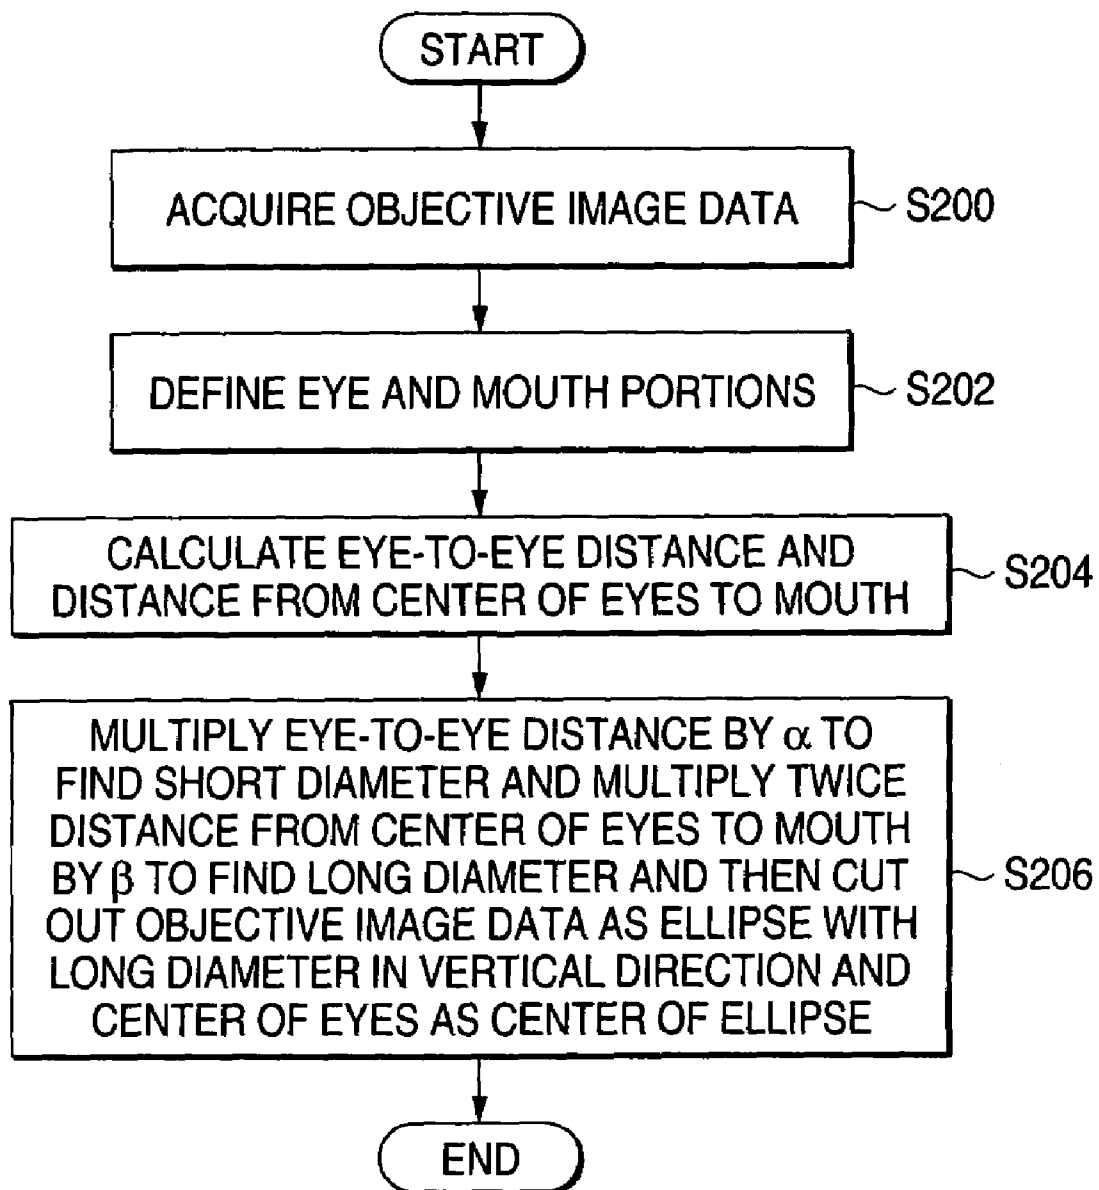 START
ACQUIRE OBJECTIVE IMAGE DATA
S200
DEFINE EYE AND MOUTH PORTIONS
S202
CALCULATE EYE-TO-EYE DISTANCE AND
DISTANCE FROM CENTER OF EYES TO MOUTH
S204
MULTIPLY EYE-TO-EYE DISTANCE BY α TO
FIND SHORT DIAMETER AND MULTIPLY TWICE
DISTANCE FROM CENTER OF EYES TO MOUTH
BY β TO FIND LONG DIAMETER AND THEN CUT
OUT OBJECTIVE IMAGE DATA AS ELLIPSE WITH
LONG DIAMETER IN VERTICAL DIRECTION AND
CENTER OF EYES AS CENTER OF ELLIPSE
S206
END